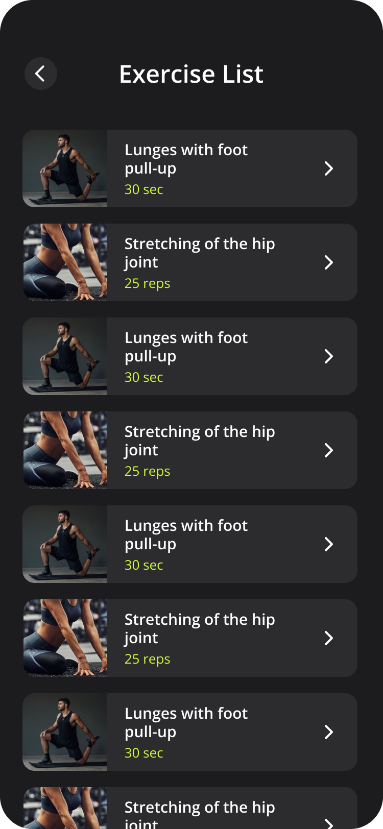 Exercise List
Lunges with foot
pull-up
30 sec
Stretching of the hip
joint
25 reps
Lunges with foot
pull-up
30 sec
Stretching of the hip
joint
25 reps
Lunges with foot
pull-up
30 sec
Stretching of the hip
joint
25 reps
Lunges with foot
pull-up
30 sec
Stretching of the hip
joint